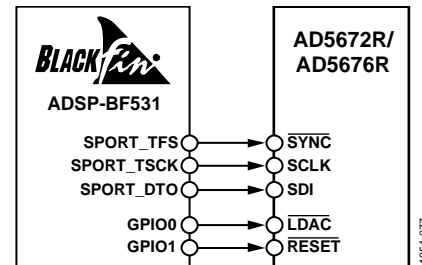 BLACKfin
ADSP-BF531
SPORT_TFS
SPORT_TSCK
SPORT_DTO
GPIO0
GPIO1
AD5672R/
AD5676R
SYNC
SCLK
SDI
LDAC
RESET